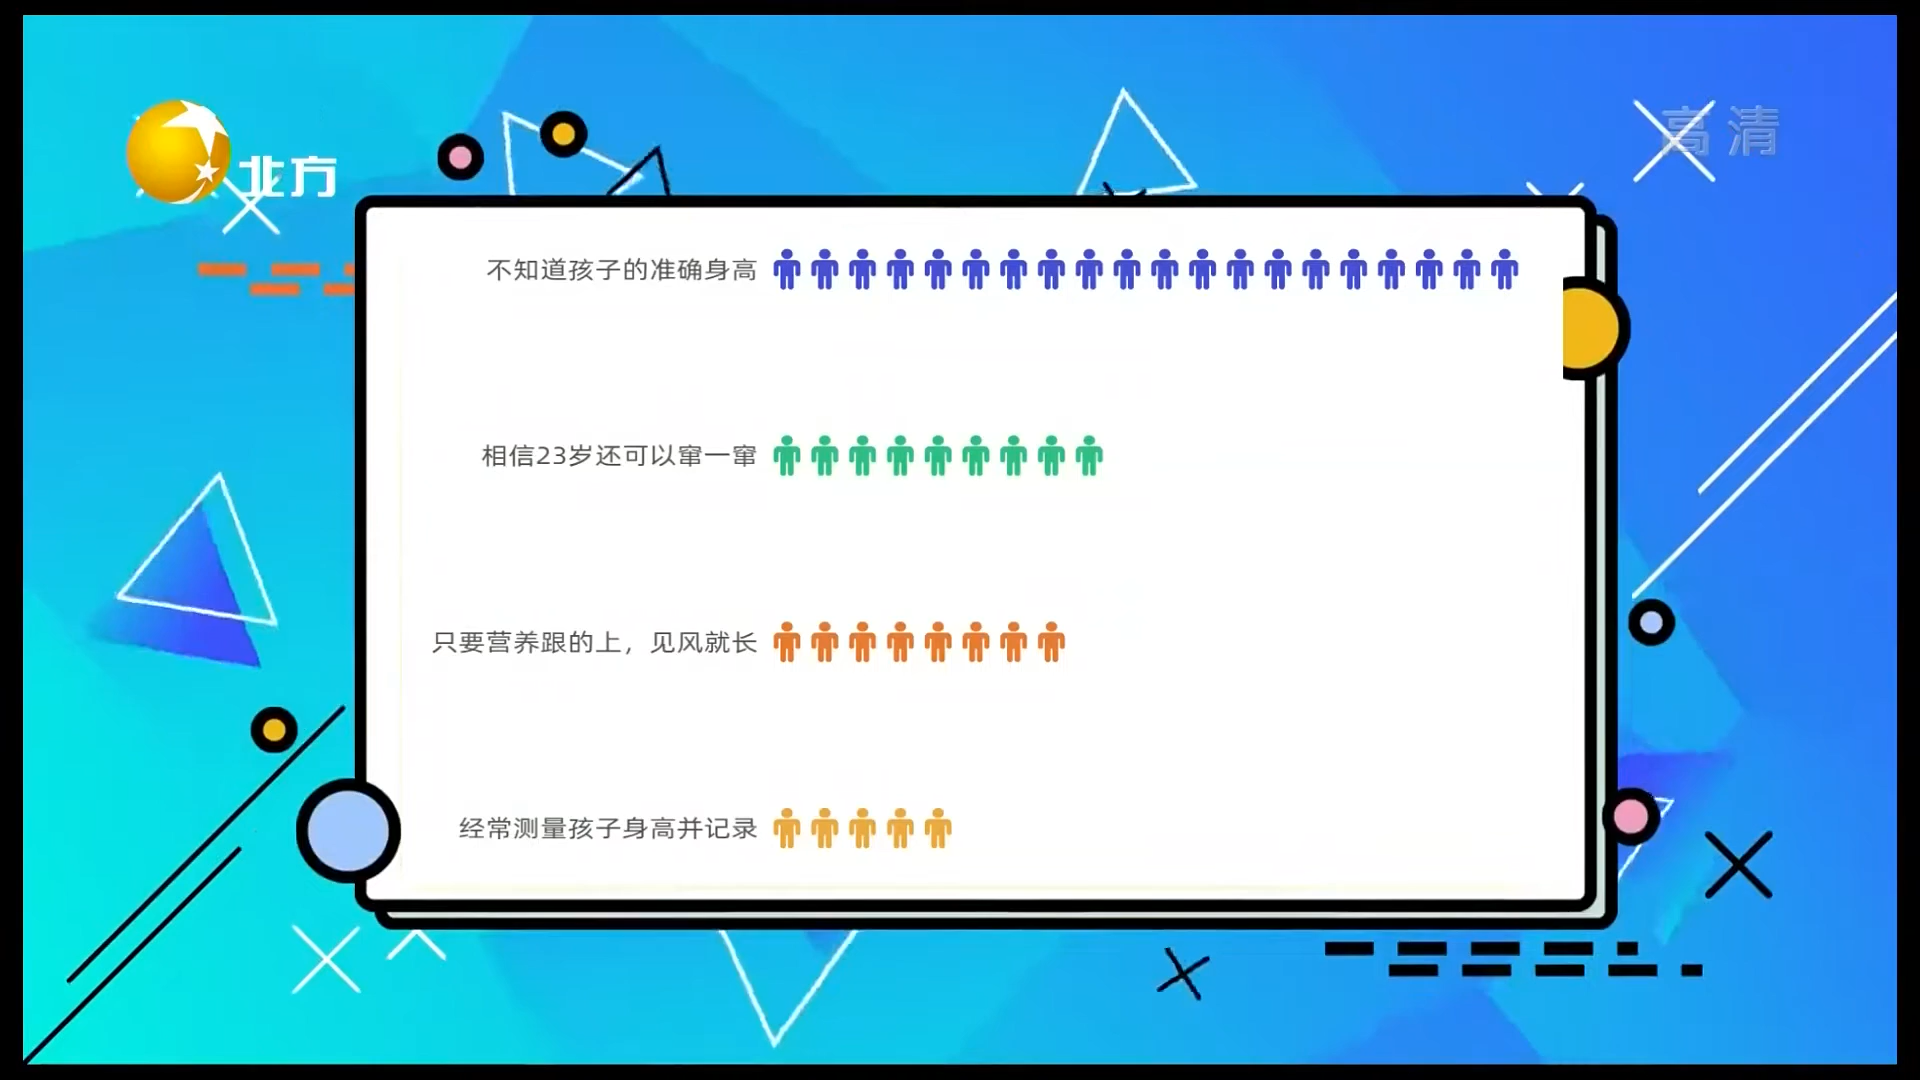 北方
高清
不知道孩子的准确身高
相信23岁还可以窜一窜
只要营养跟的上，见风就长
经常测量孩子身高并记录